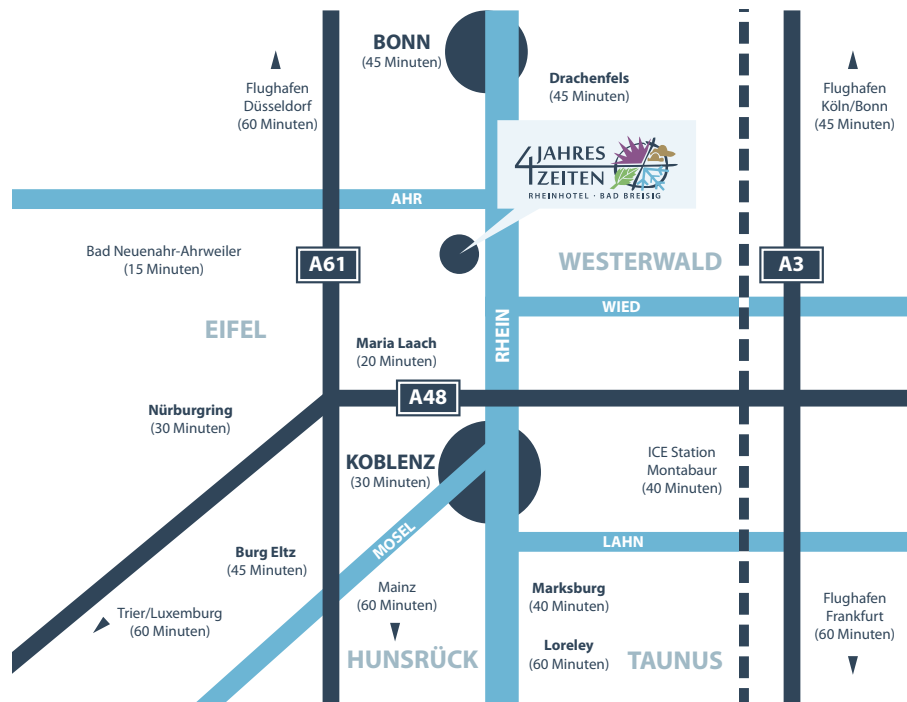 BONN
(45 Minuten)
Flughafen
Düsseldorf
(60 Minuten)
Drachenfels
(45 Minuten)
Flughafen
Köln/Bonn
(45 Minuten)
4 JAHRES
ZEITEN
RHEINHOTEL · BAD BREISIG
AHR
Bad Neuenahr-Ahrweiler
(15 Minuten)
A61
WESTERWALD
A3
WIED
EIFEL
RHEIN
Maria Laach
(20 Minuten)
A48
Nürburgring
(30 Minuten)
KOBLENZ
(30 Minuten)
ICE Station
Montabaur
(40 Minuten)
MOSEL
LAHN
Burg Eltz
(45 Minuten)
Mainz
(60 Minuten)
Marksburg
(40 Minuten)
Flughafen
Frankfurt
(60 Minuten)
Trier/Luxemburg
(60 Minuten)
HUNSRÜCK
Loreley
(60 Minuten)
TAUNUS